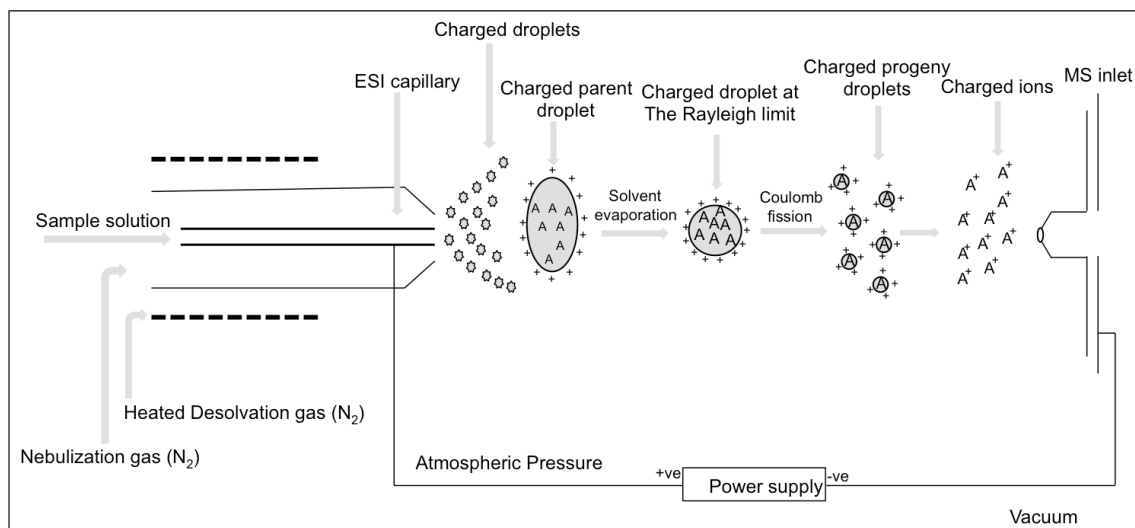 Charged droplets
ESI capillary
Charged parent
droplet
Charged droplet at
The Rayleigh limit
Charged progeny
droplets
Charged ions
MS inlet
Sample solution
Solvent
evaporation
Coulomb
fission
A A A
A A
A
A
A A
A A A
A A A
A
A
A
A
A
A
A+
A+
A+
A+
A+
A+
A+
A+
A+
Heated Desolvation gas (N2)
Nebulization gas (N2)
Atmospheric Pressure
+ve
Power supply
-ve
Vacuum